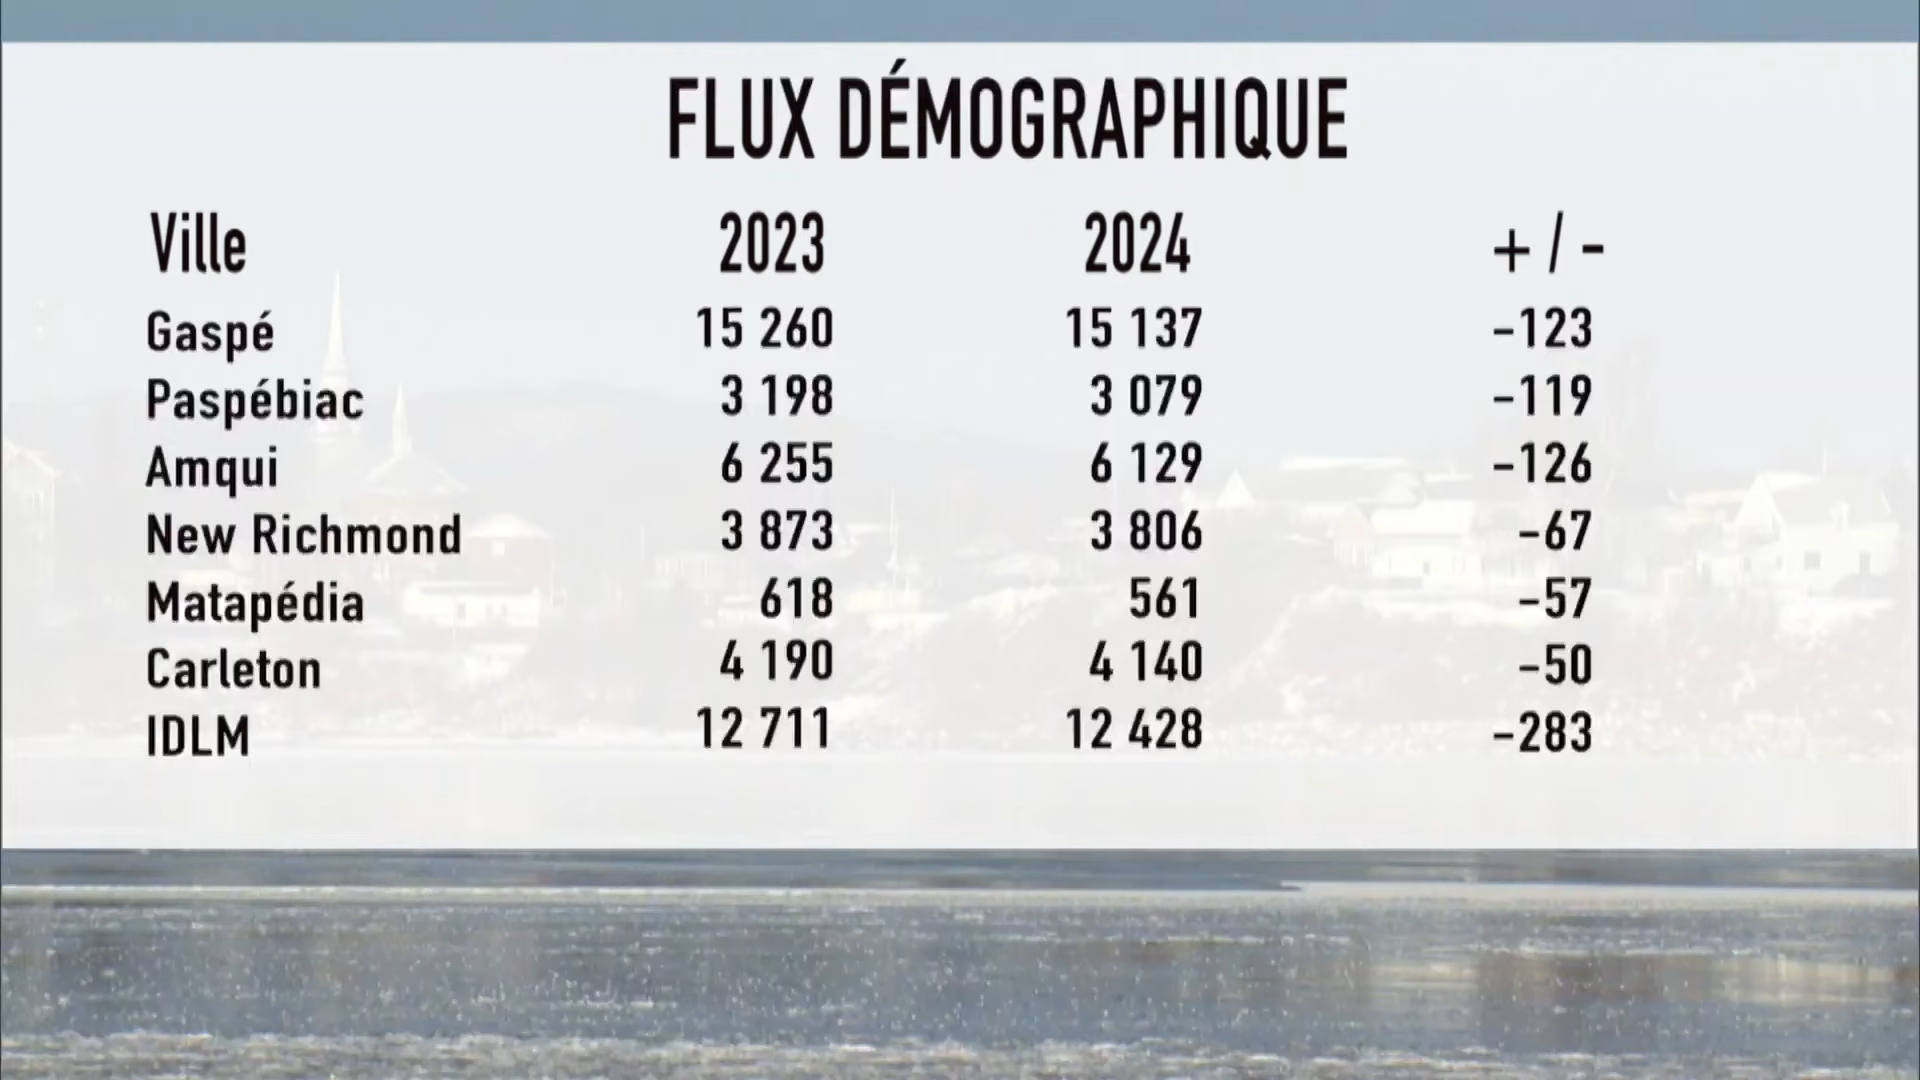 FLUX DÉMOGRAPHIQUE
Ville 2023 2024 + / -
Gaspé 15 260 15 137 -123
Paspébiac 3 198 3 079 -119
Amqui 6 255 6 129 -126
New Richmond 3 873 3 806 -67
Matapédia 618 561 -57
Carleton 4 190 4 140 -50
IDLM 12 711 12 428 -283